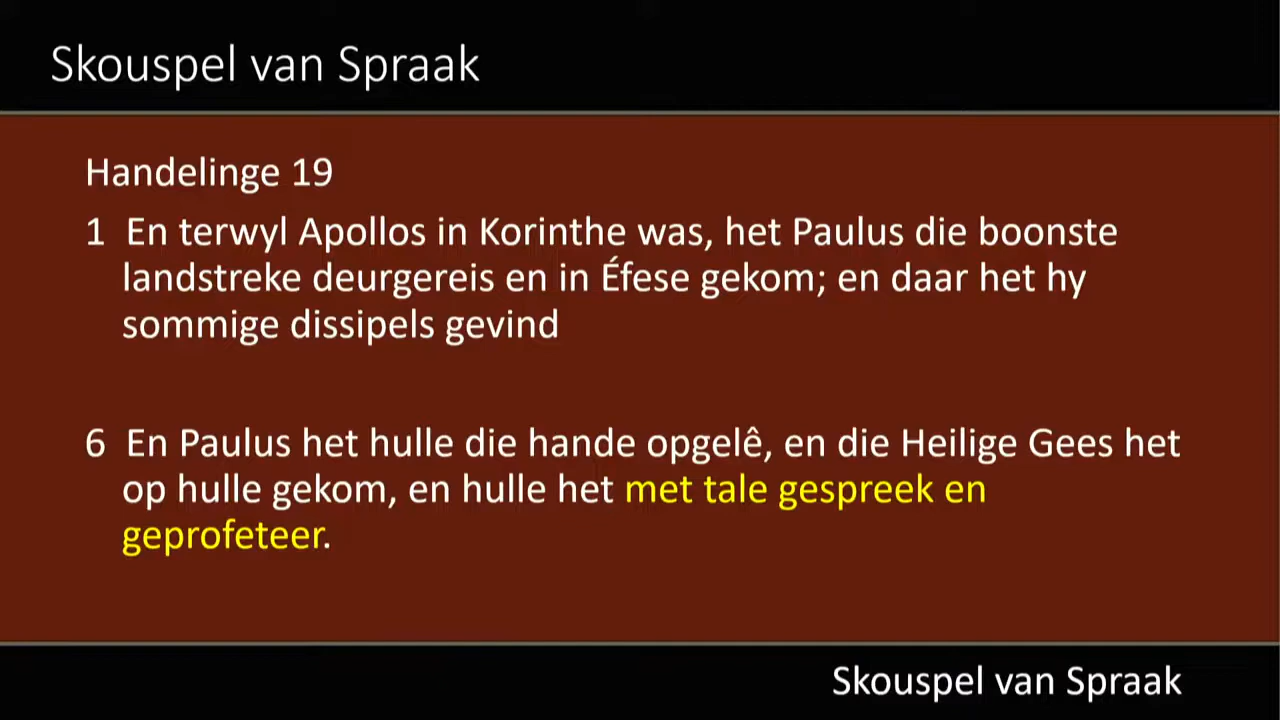 Skouspel van Spraak
Handelinge 19
1 En terwyl Apollos in Korinthe was, het Paulus die boonste
landstreke deurgereis en in Éfese gekom; en daar het hy
sommige dissipels gevind
6 En Paulus het hulle die hande opgelê, en die Heilige Gees het
op hulle gekom, en hulle het met tale gespreek en
geprofeteer.
Skouspel van Spraak